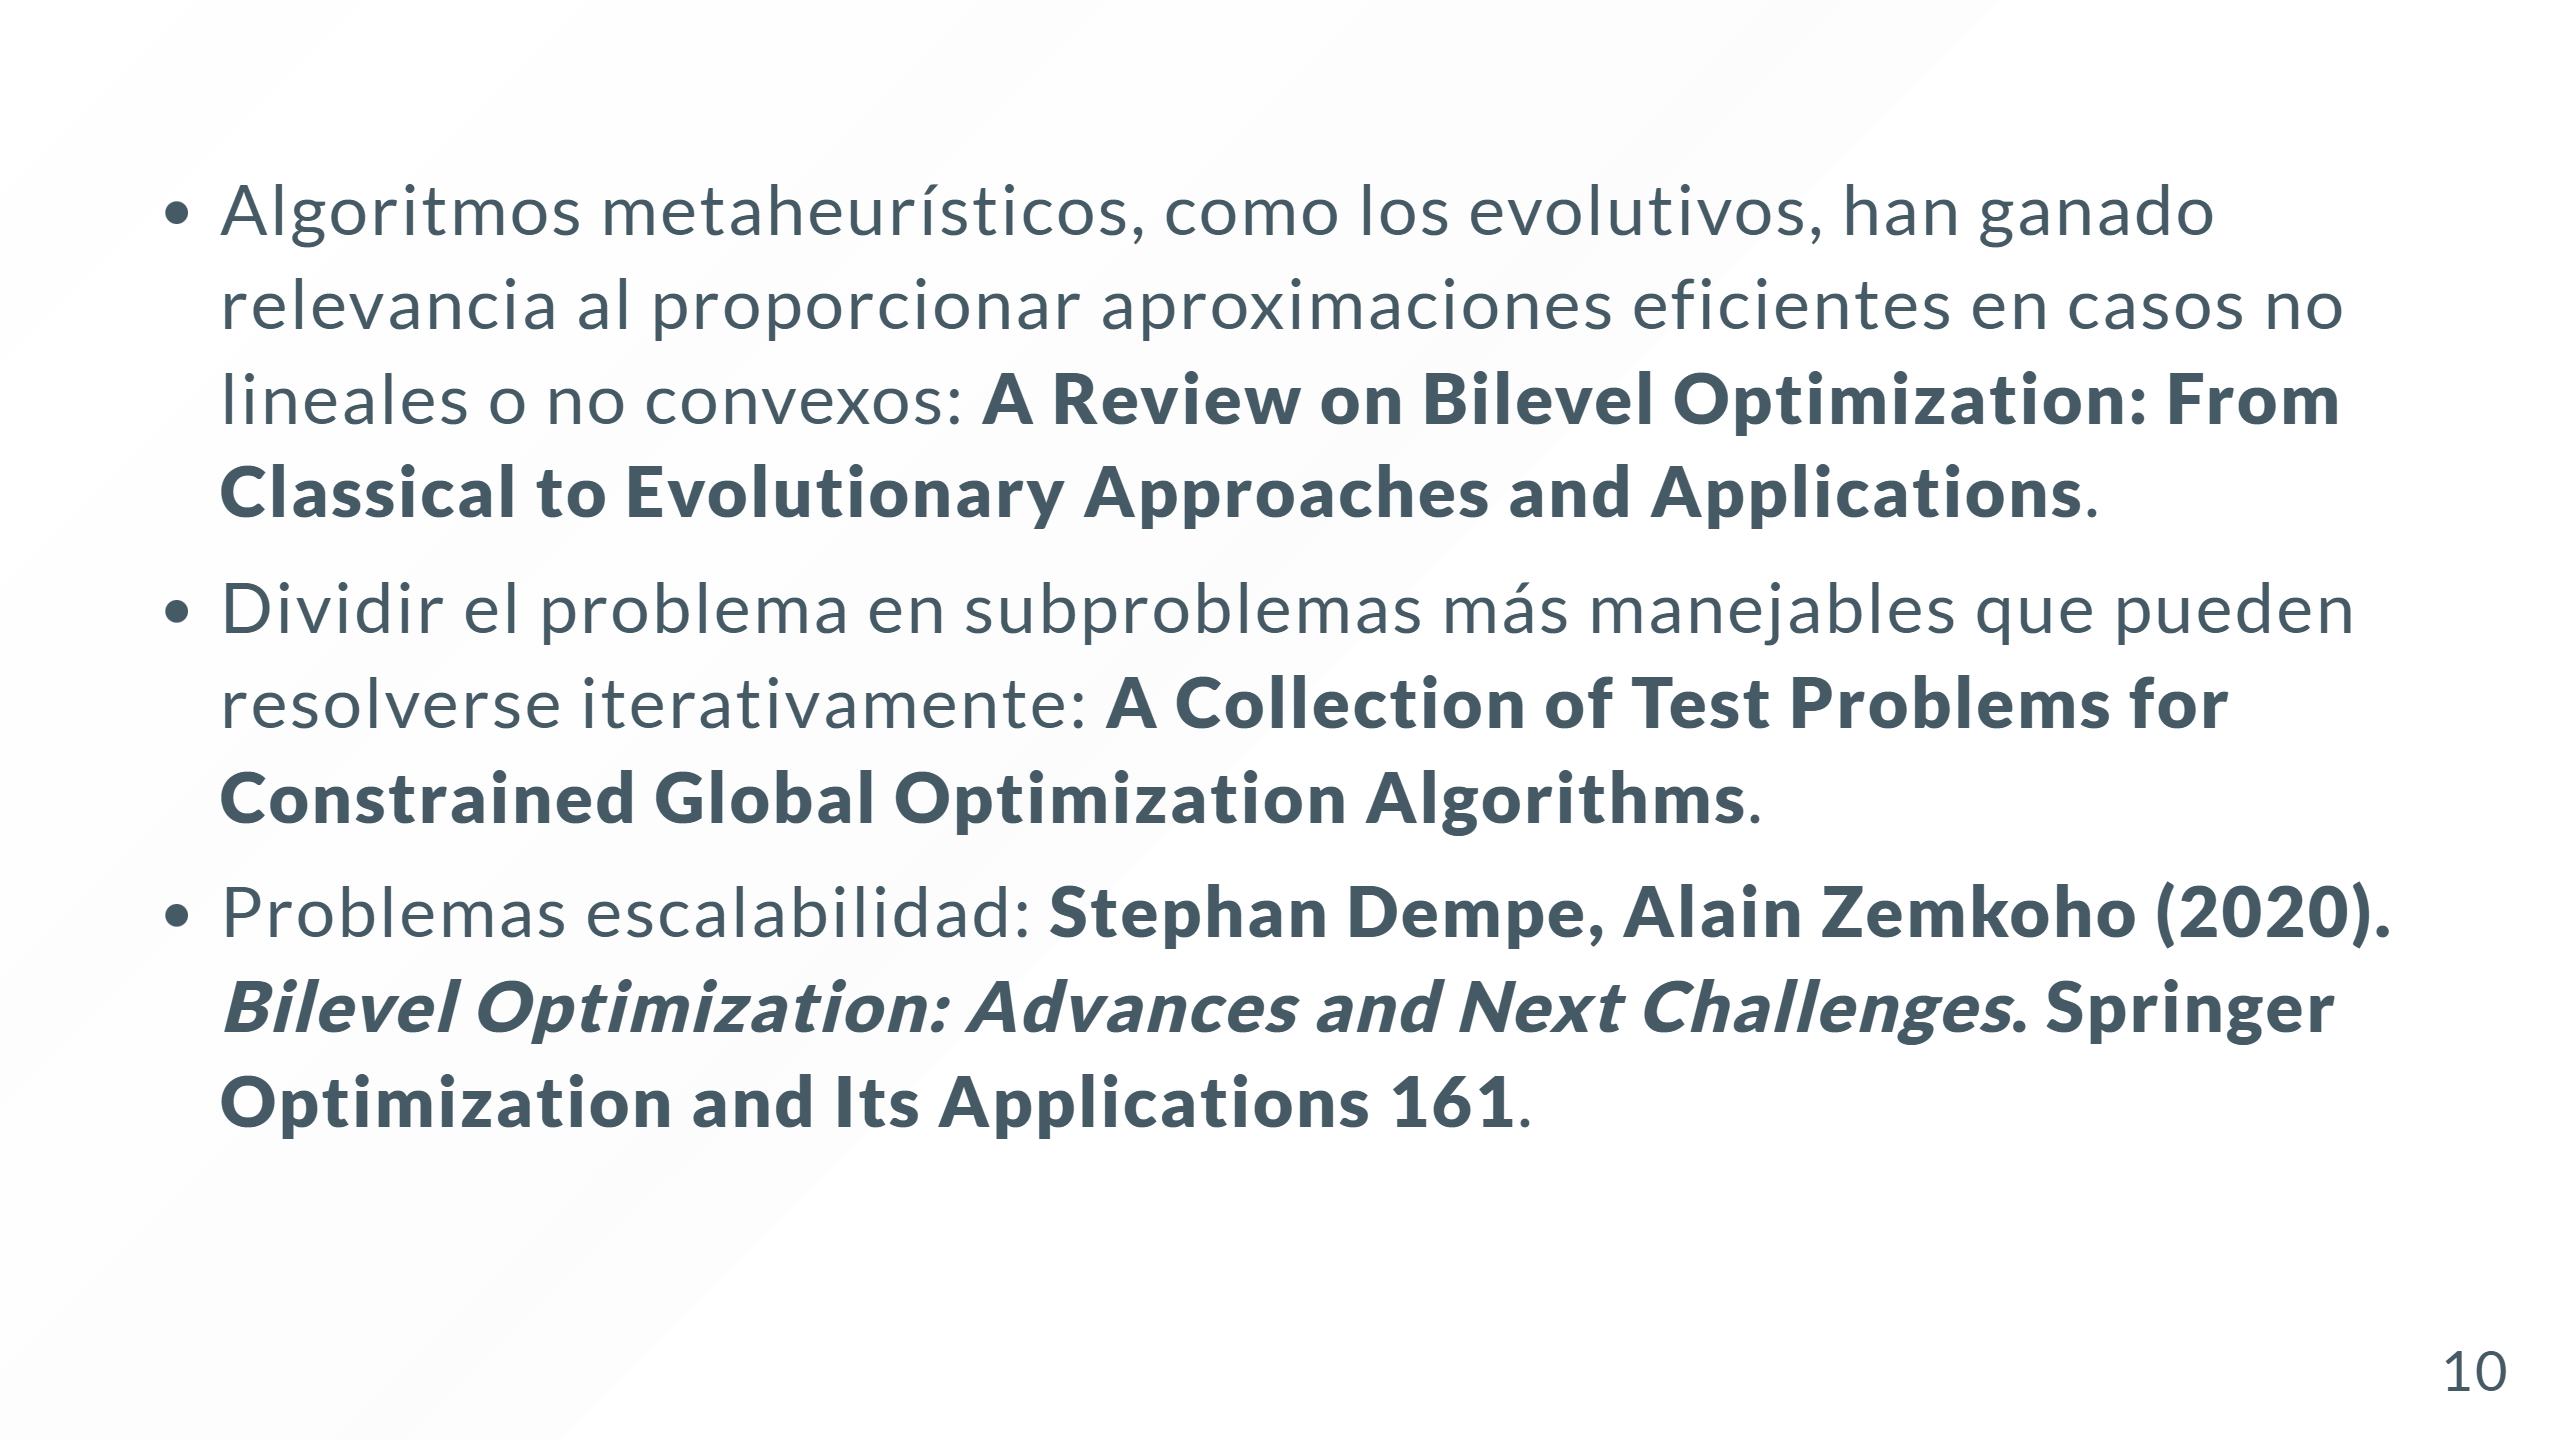 • Algoritmos metaheurísticos, como los evolutivos, han ganado
relevancia al proporcionar aproximaciones eficientes en casos no
lineales o no convexos: A Review on Bilevel Optimization: From
Classical to Evolutionary Approaches and Applications.
• Dividir el problema en subproblemas más manejables que pueden
resolverse iterativamente: A Collection of Test Problems for
Constrained Global Optimization Algorithms.
• Problemas escalabilidad: Stephan Dempe, Alain Zemkoho (2020).
Bilevel Optimization: Advances and Next Challenges. Springer
Optimization and Its Applications 161.
10